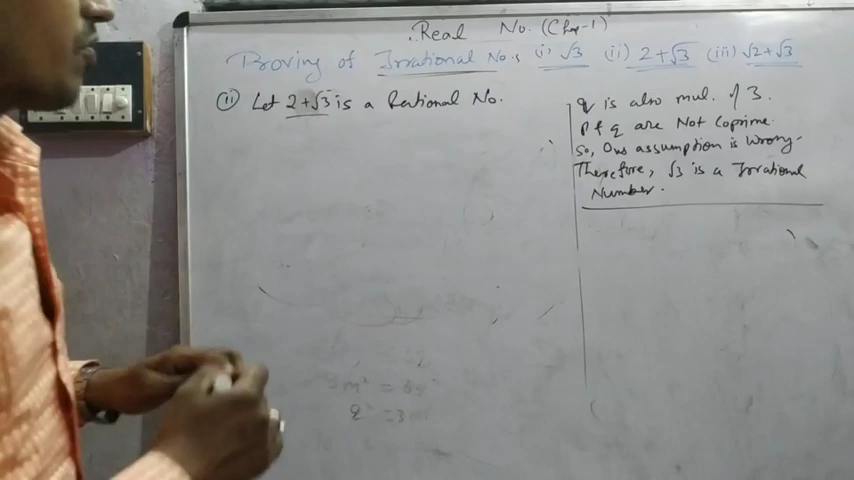 Real No. (Chap-1)
Proving of Irrational No.s (i) √3 (ii) 2+√3 (iii) √2+√3
(ii) Let 2+√3 is a Rational No.
q is also mul. of 3.
P & q are Not Coprime.
So, Our assumption is Wrong.
Therefore, √3 is a Irrational
Number.